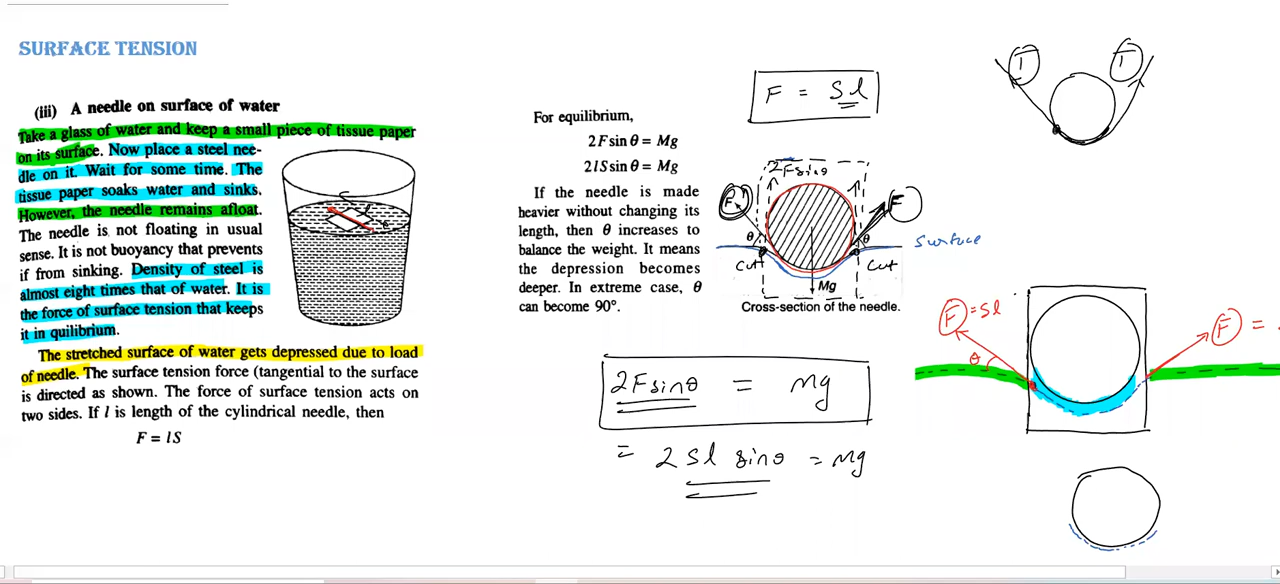 SURFACE TENSION
(iii) A needle on surface of water
Take a glass of water and keep a small piece of tissue paper
on its surface. Now place a steel nee-
dle on it. Wait for some time. The
tissue paper soaks water and sinks.
However, the needle remains afloat.
The needle is not floating in usual
sense. It is not buoyancy that prevents
if from sinking. Density of steel is
almost eight times that of water. It is
the force of surface tension that keeps
it in quilibrium.
The stretched surface of water gets depressed due to load
of needle. The surface tension force (tangential to the surface
is directed as shown. The force of surface tension acts on
two sides. If l is length of the cylindrical needle, then
F = lS
For equilibrium,
2F sin θ = Mg
2lS sin θ = Mg
If the needle is made
heavier without changing its
length, then θ increases to
balance the weight. It means
the depression becomes
deeper. In extreme case, θ
can become 90°.
F = Sl
2Fsinθ
F
F
θ
θ
Surface
Cut
Cut
Mg
Cross-section of the needle.
2Fsinθ = Mg
= 2Sl sinθ = Mg
T
T
F = Sl
θ
F =